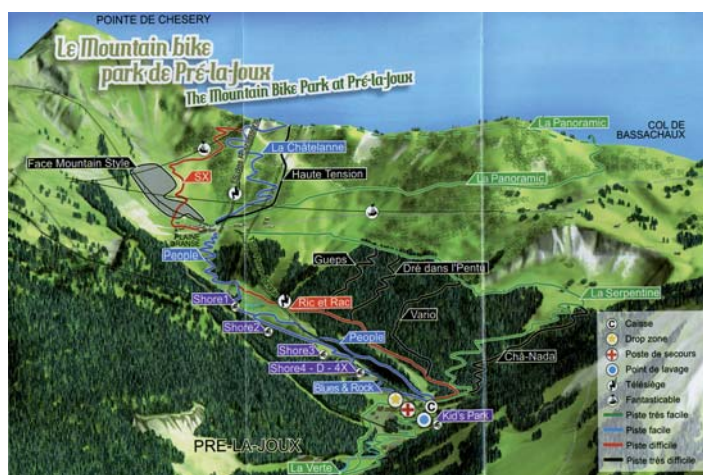 POINTE DE CHESERY
Le Mountain bike
park de Pré-la-Joux
The Mountain Bike Park at Pré-la-Joux
La Panoramic
COL DE
BASSACHAUX
La Châtelanne
Face Mountain Style
SX
Haute Tension
La Panoramic
PLAINE
DRANSE
People
Gueps
Dré dans l'Pentu
Shore1
Ric et Rac
La Serpentine
Shore2
Vario
People
Shore3
Châ-Nada
Shore4 - D - 4X
Blues & Rock
Kid's Park
PRE-LA-JOUX
La Verte
C Caisse
Drop zone
Poste de secours
Point de lavage
Télésiège
Fantasticable
Piste très facile
Piste facile
Piste difficile
Piste très difficile
C